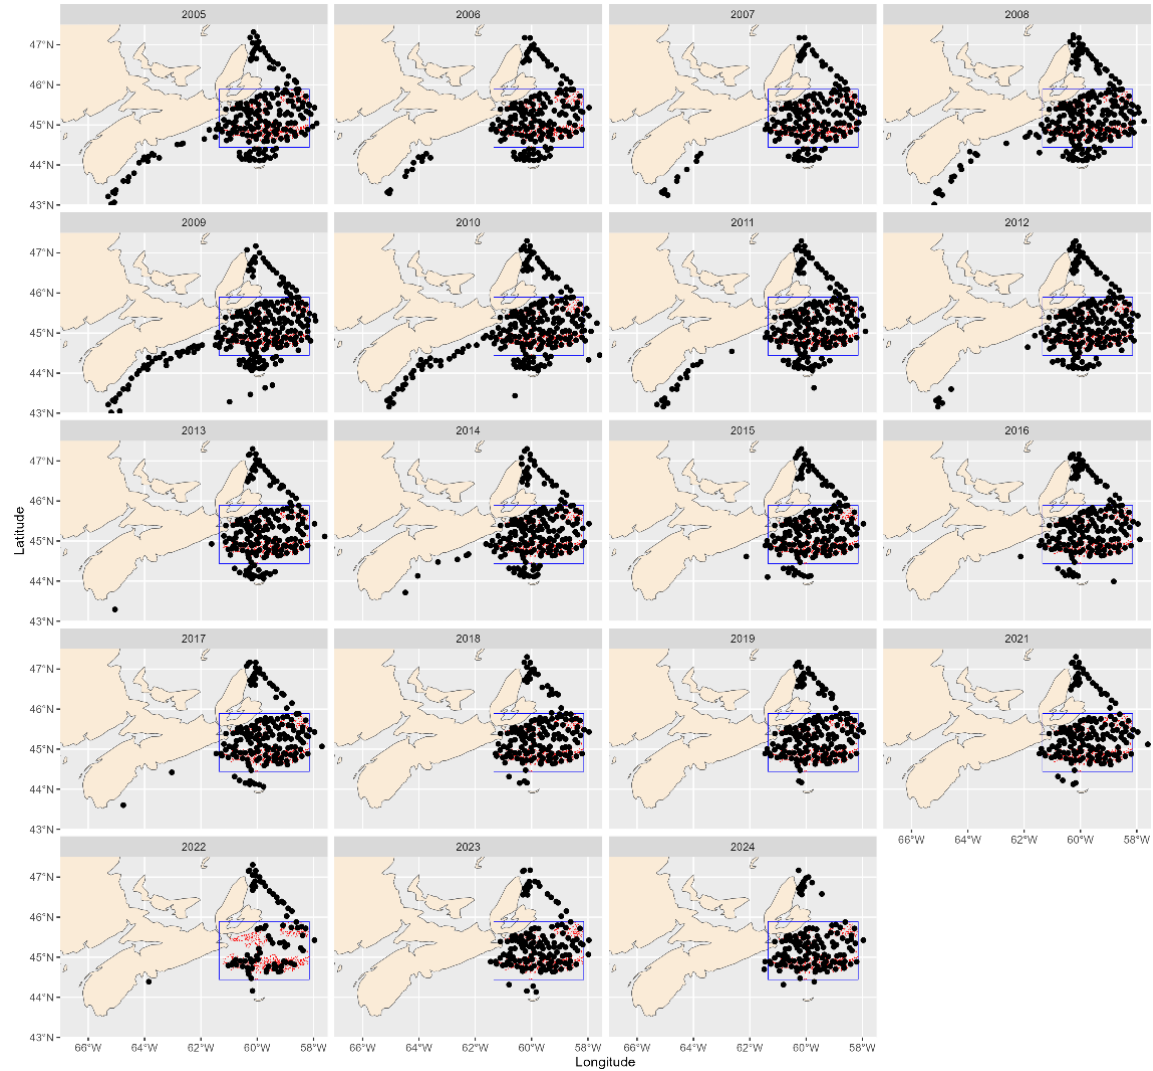 2005 2006 2007 2008
47°N
46°N
45°N
44°N
43°N
2009 2010 2011 2012
47°N
46°N
45°N
44°N
43°N
2013 2014 2015 2016
47°N
46°N
45°N
44°N
43°N
Latitude
2017 2018 2019 2021
47°N
46°N
45°N
44°N
43°N
66°W 64°W 62°W 60°W 58°W
2022 2023 2024
47°N
46°N
45°N
44°N
43°N
66°W 64°W 62°W 60°W 58°W 66°W 64°W 62°W 60°W 58°W 66°W 64°W 62°W 60°W 58°W
Longitude